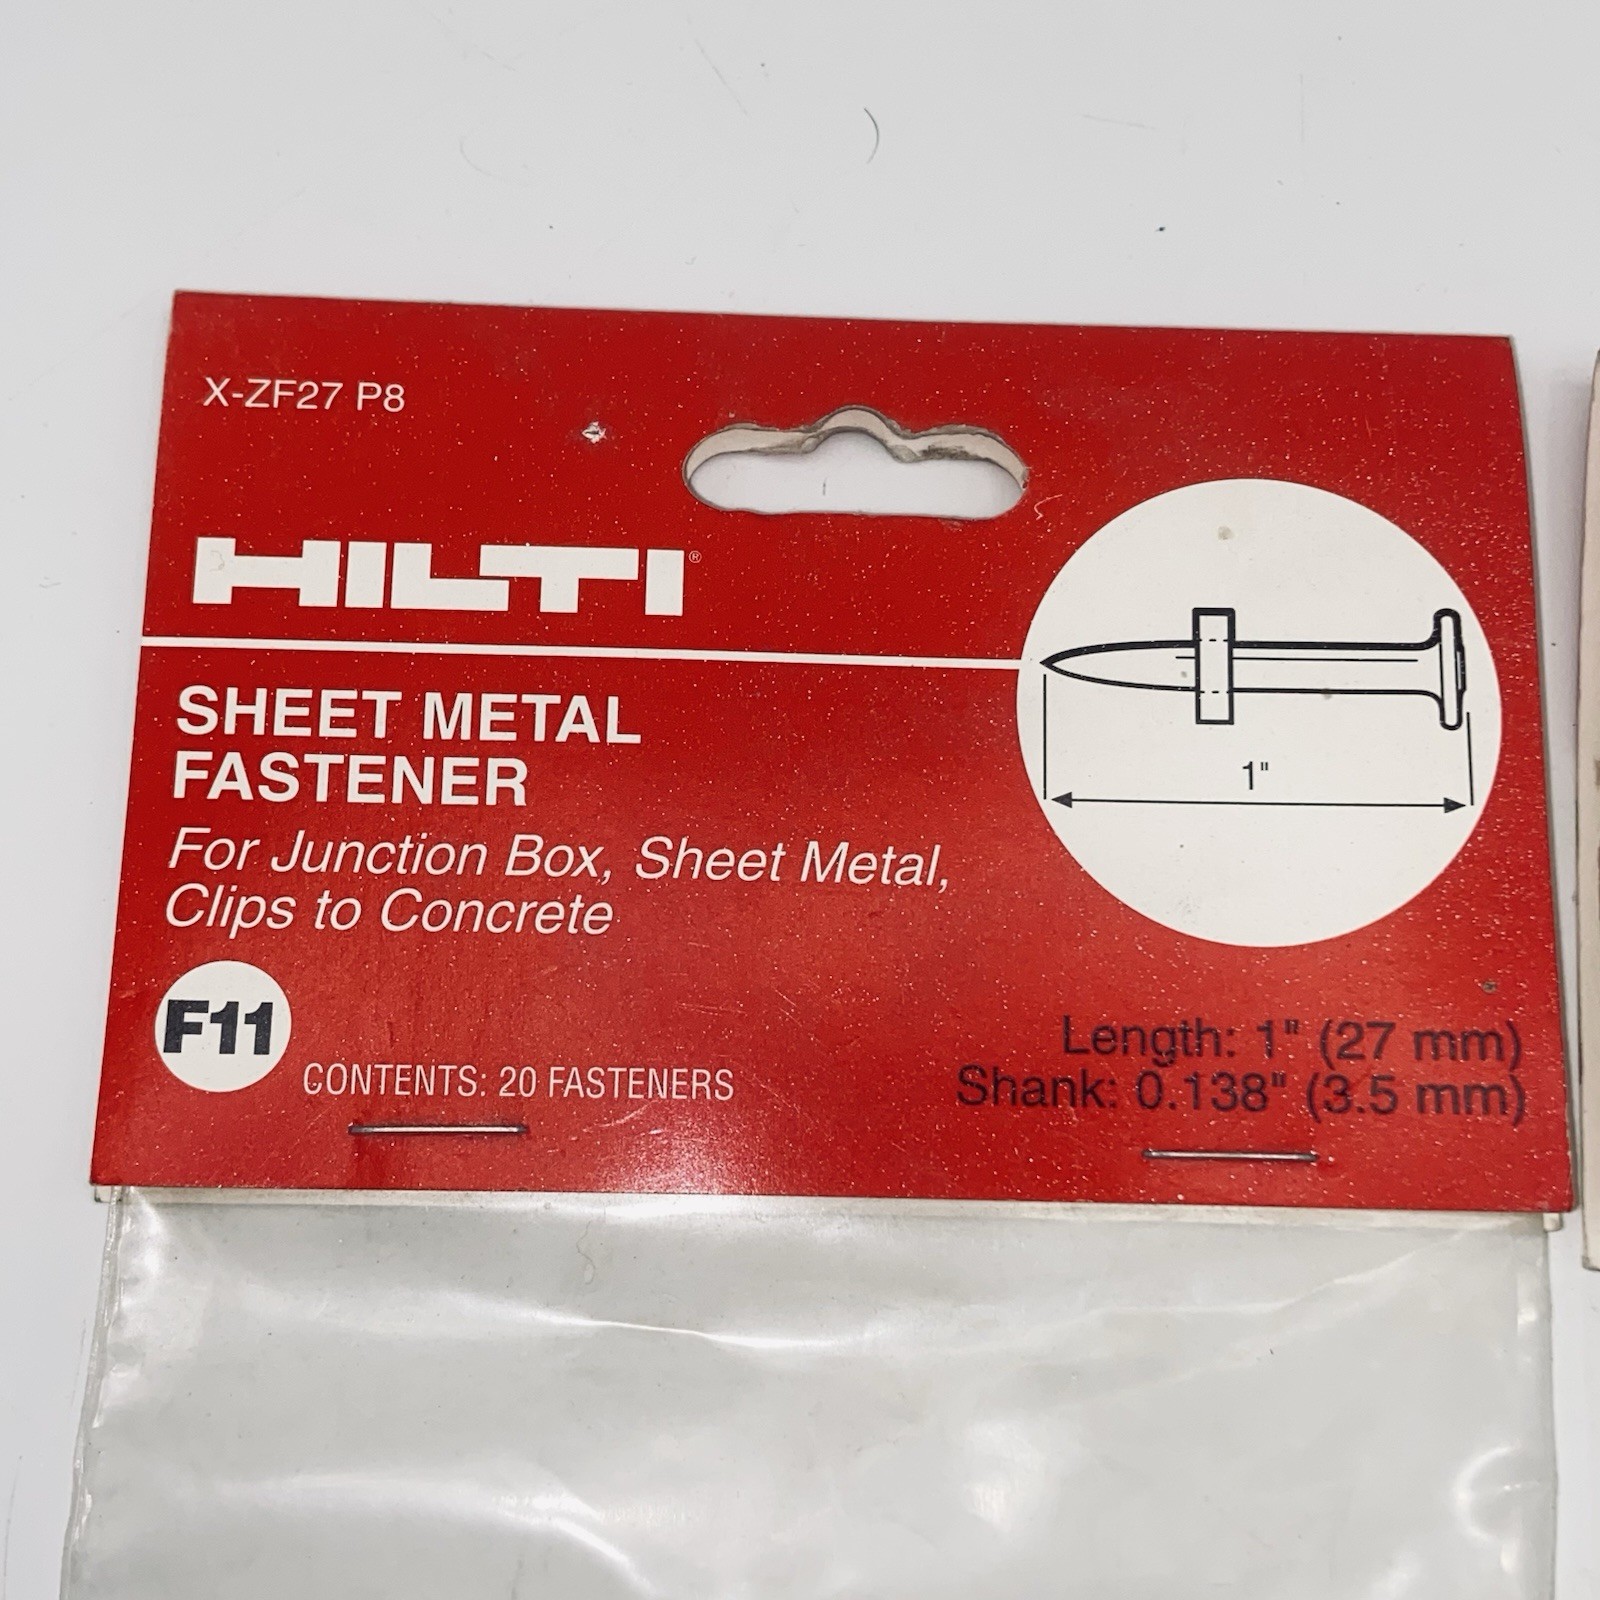 X-ZF27 P8
HILTI®
SHEET METAL
FASTENER
For Junction Box, Sheet Metal,
Clips to Concrete
1"
F11
CONTENTS: 20 FASTENERS
Length: 1" (27 mm)
Shank: 0.138" (3.5 mm)